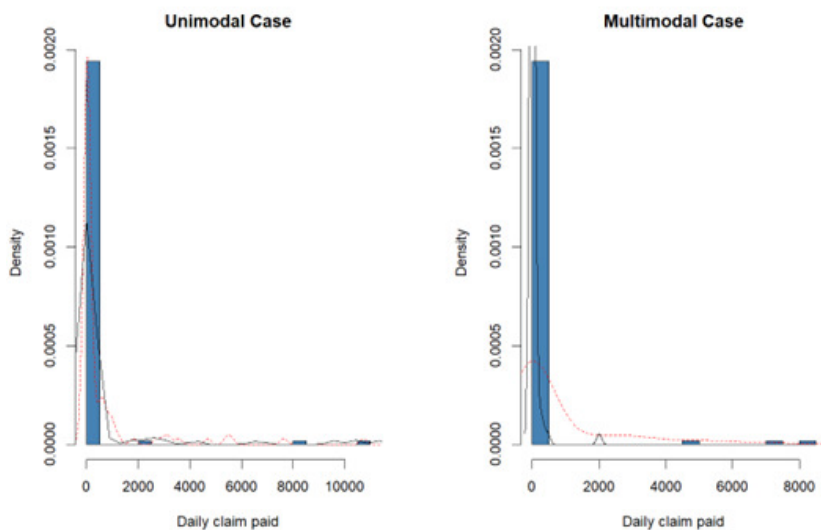 Unimodal Case
Density
0.0000 0.0005 0.0010 0.0015 0.0020
0 2000 4000 6000 8000 10000
Daily claim paid
Multimodal Case
Density
0.0000 0.0005 0.0010 0.0015 0.0020
0 2000 4000 6000 8000
Daily claim paid